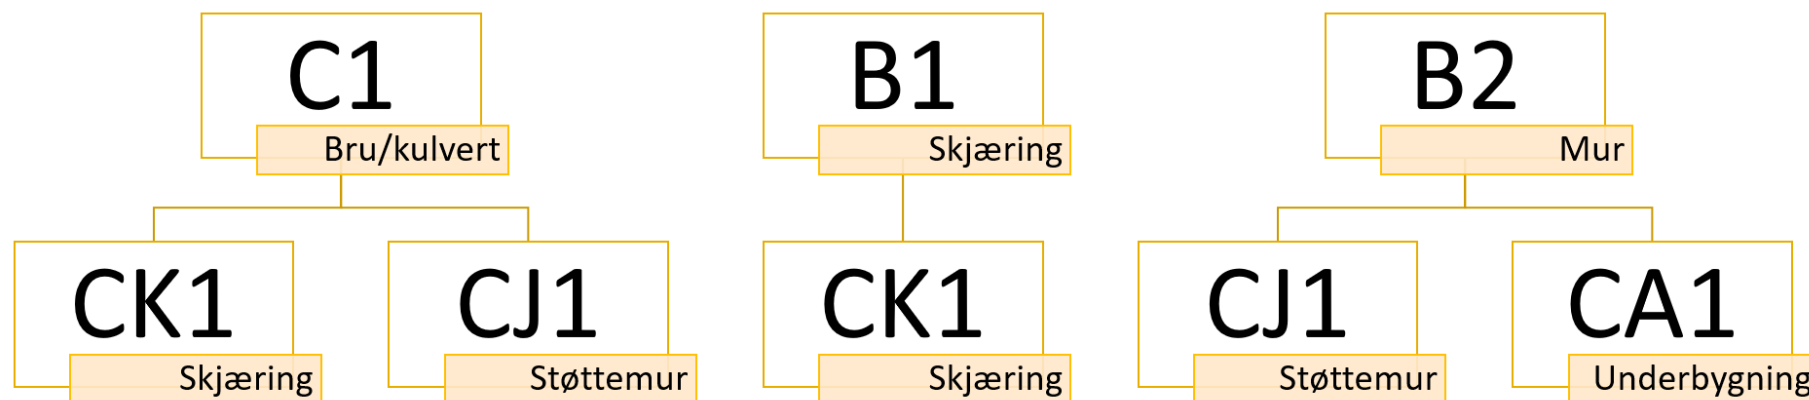 C1
Bru/kulvert
B1
Skjæring
B2
Mur
CK1
Skjæring
CJ1
Støttemur
CK1
Skjæring
CJ1
Støttemur
CA1
Underbygning